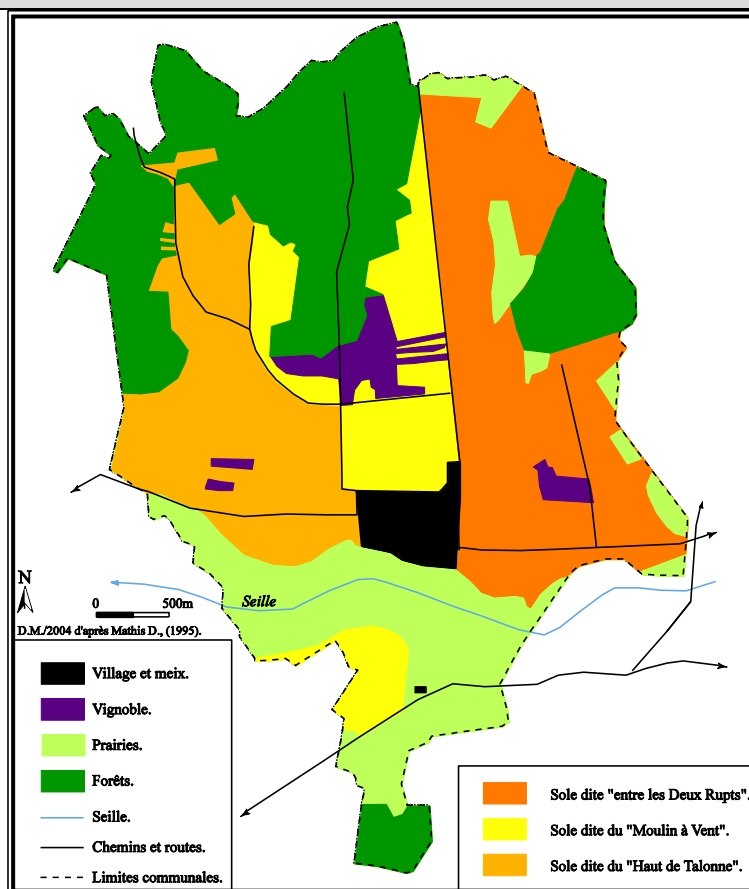 Seille
N
0 500m
D.M./2004 d'après Mathis D., (1995).
Village et meix.
Vignoble.
Prairies.
Forêts.
Seille.
Chemins et routes.
Limites communales.
Sole dite "entre les Deux Rupts".
Sole dite du "Moulin à Vent".
Sole dite du "Haut de Talonne".